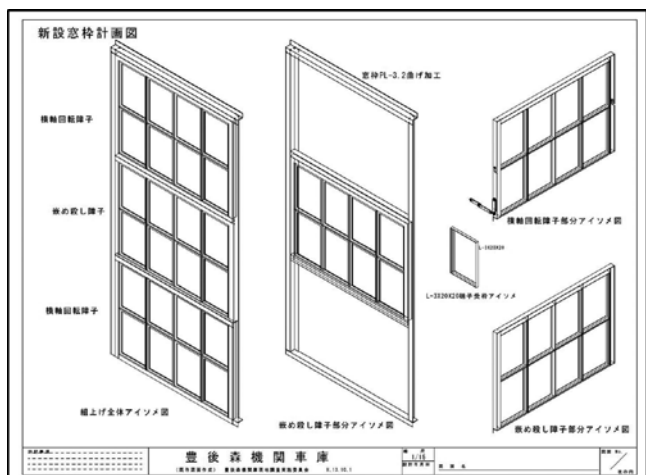 新設窓枠計画図
窓枠PL-3.2曲げ加工
横軸回転障子
嵌め殺し障子
横軸回転障子
組上げ全体アイソメ図
嵌め殺し障子部分アイソメ図
横軸回転障子部分アイソメ図
L-3X20X20
L-3X20X20硝子受枠アイソメ
嵌め殺し障子部分アイソメ図
豊後森機関車庫
1/15